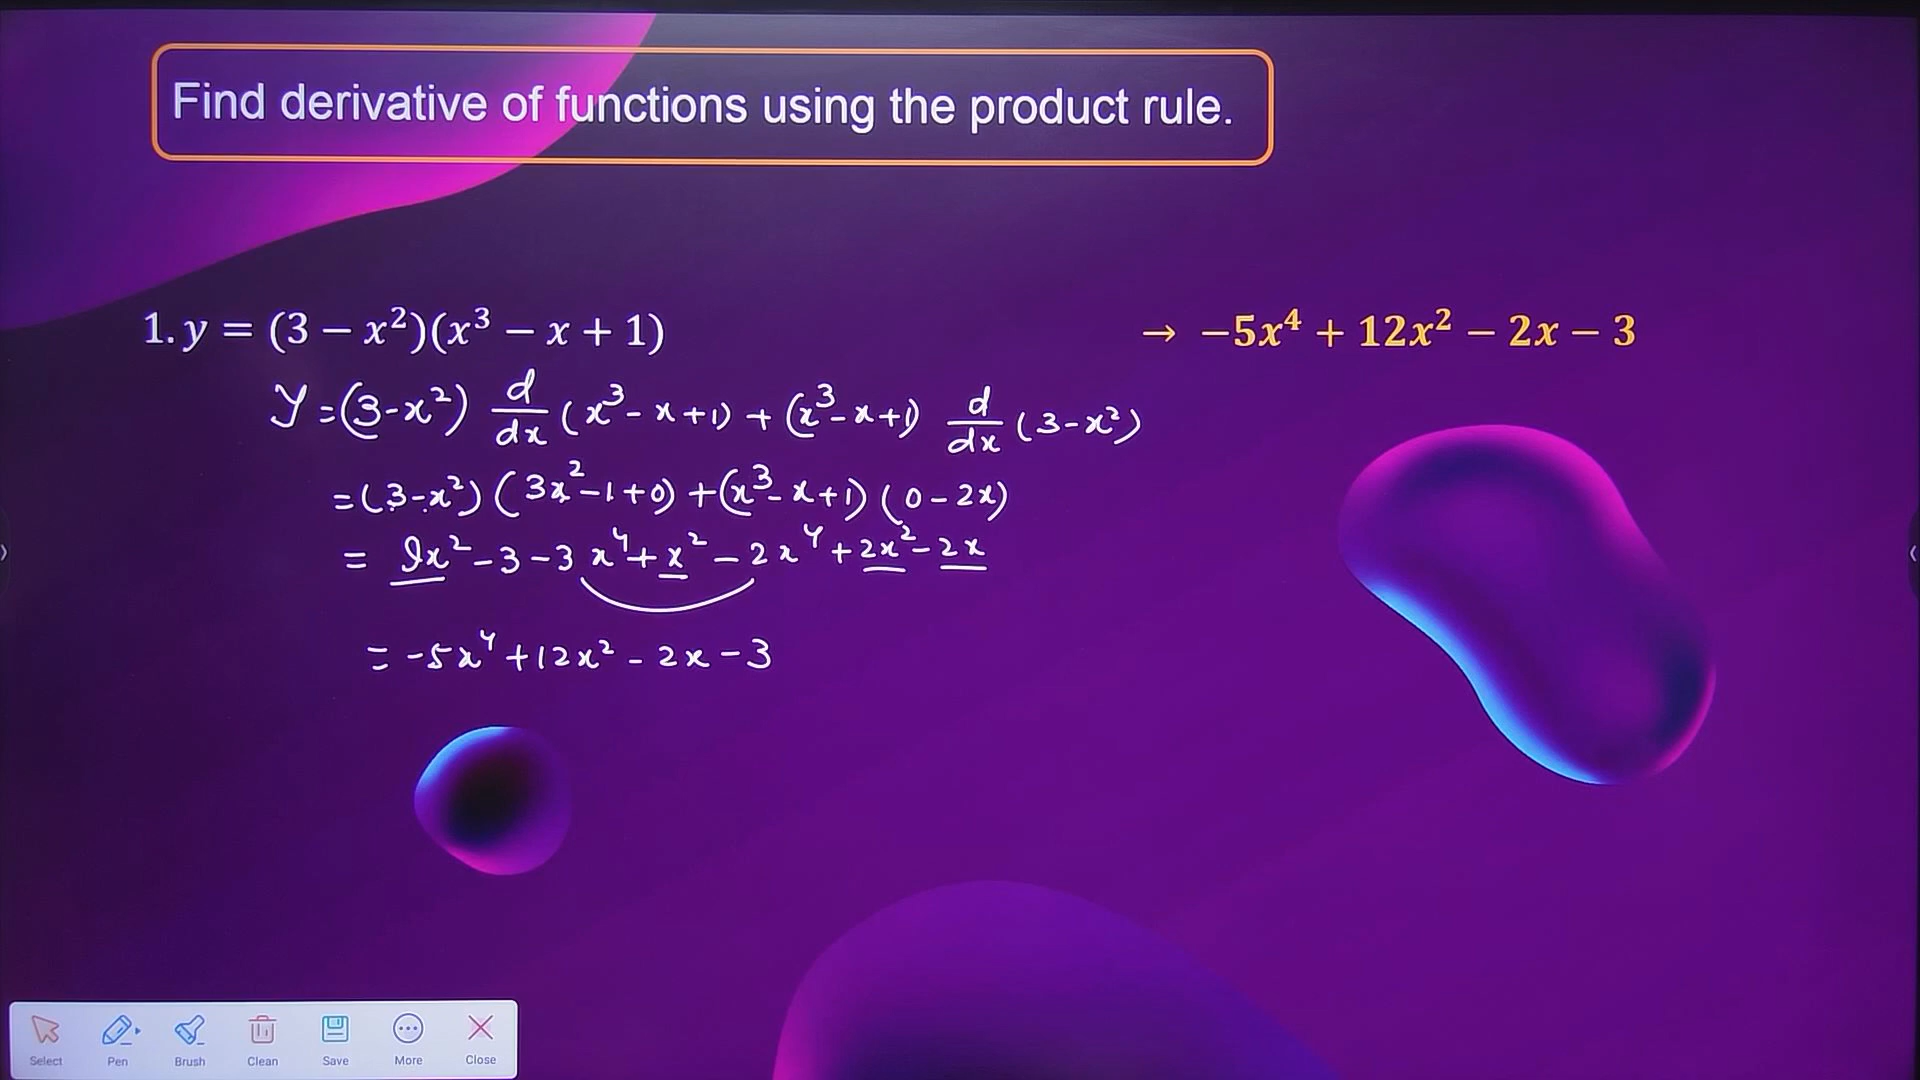 Find derivative of functions using the product rule.
1. y = (3 − x²)(x³ − x + 1)
→ −5x⁴ + 12x² − 2x − 3
y = (3-x²) d/dx (x³ - x + 1) + (x³ - x + 1) d/dx (3-x²)
= (3-x²) (3x² - 1 + 0) + (x³ - x + 1) (0 - 2x)
= 9x² - 3 - 3x⁴ + x² - 2x⁴ + 2x² - 2x
= -5x⁴ + 12x² - 2x - 3
Select Pen Brush Clean Save More Close